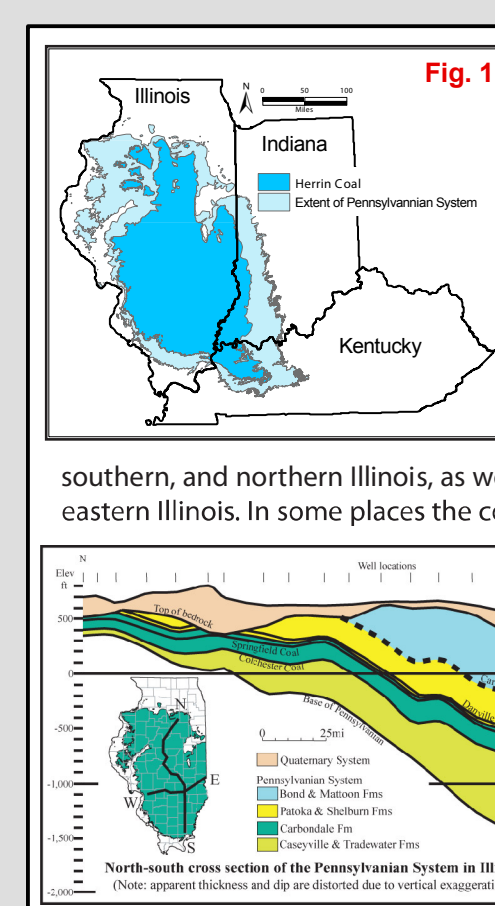 Fig. 1
Illinois
N
0 50 100
Miles
Indiana
Herrin Coal
Extent of Pennsylvannian System
Kentucky
southern, and northern Illinois, as
eastern Illinois. In some places the
N
Elev
ft
Well locations
500
0
-500
-1,000
-1,500
-2,000
Top of bedrock
Springfield Coal
Colchester Coal
Base of Pennsylvanian
Danville
N
E
W
S
0 25mi
Quaternary System
Pennsylvanian System
Bond & Mattoon Fms
Patoka & Shelburn Fms
Carbondale Fm
Caseyville & Tradewater Fms
North-south cross section of the Pennsylvanian System in
(Note: apparent thickness and dip are distorted due to vertical